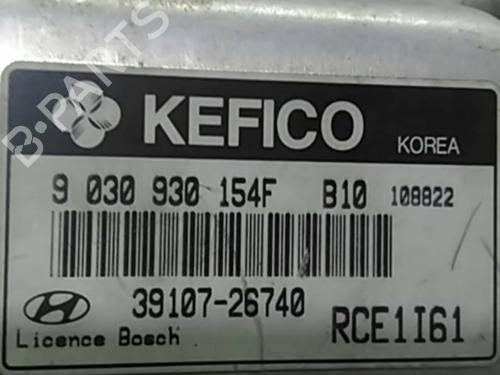 KEFICO KOREA
9 030 930 154F B10 108822
39107-26740
RCE1I61
Licence Bosch
B-PARTS